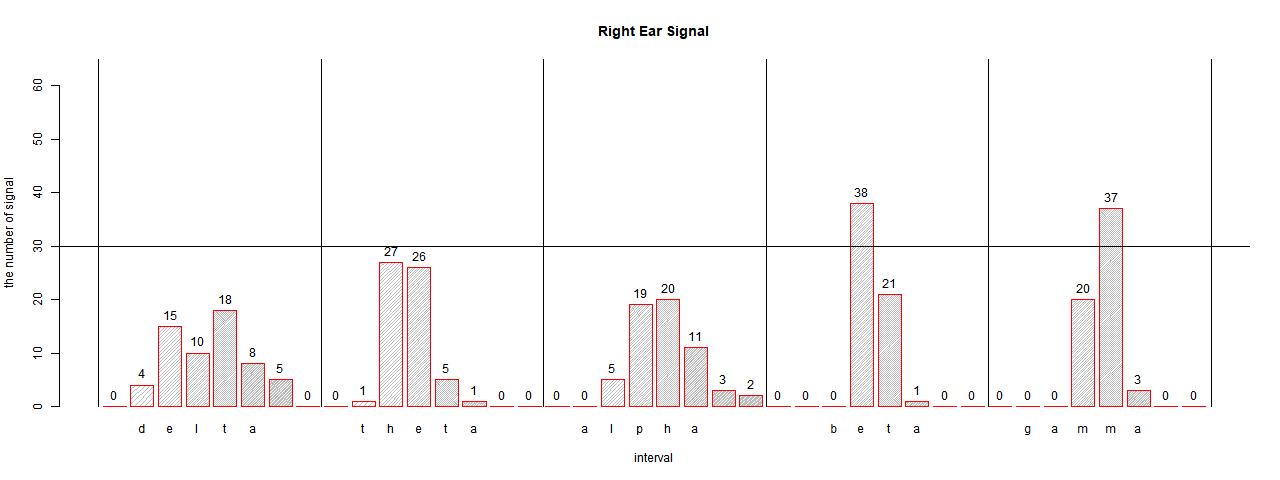 Right Ear Signal
the number of signal
60
50
40
30
20
10
0
0 4 15 10 18 8 5 0 0 1 27 26 5 1 0 0 0 0 5 19 20 11 3 2 0 0 0 38 21 1 0 0 0 0 0 20 37 3 0 0
d e l t a t h e t a a l p h a b e t a g a m m a
interval